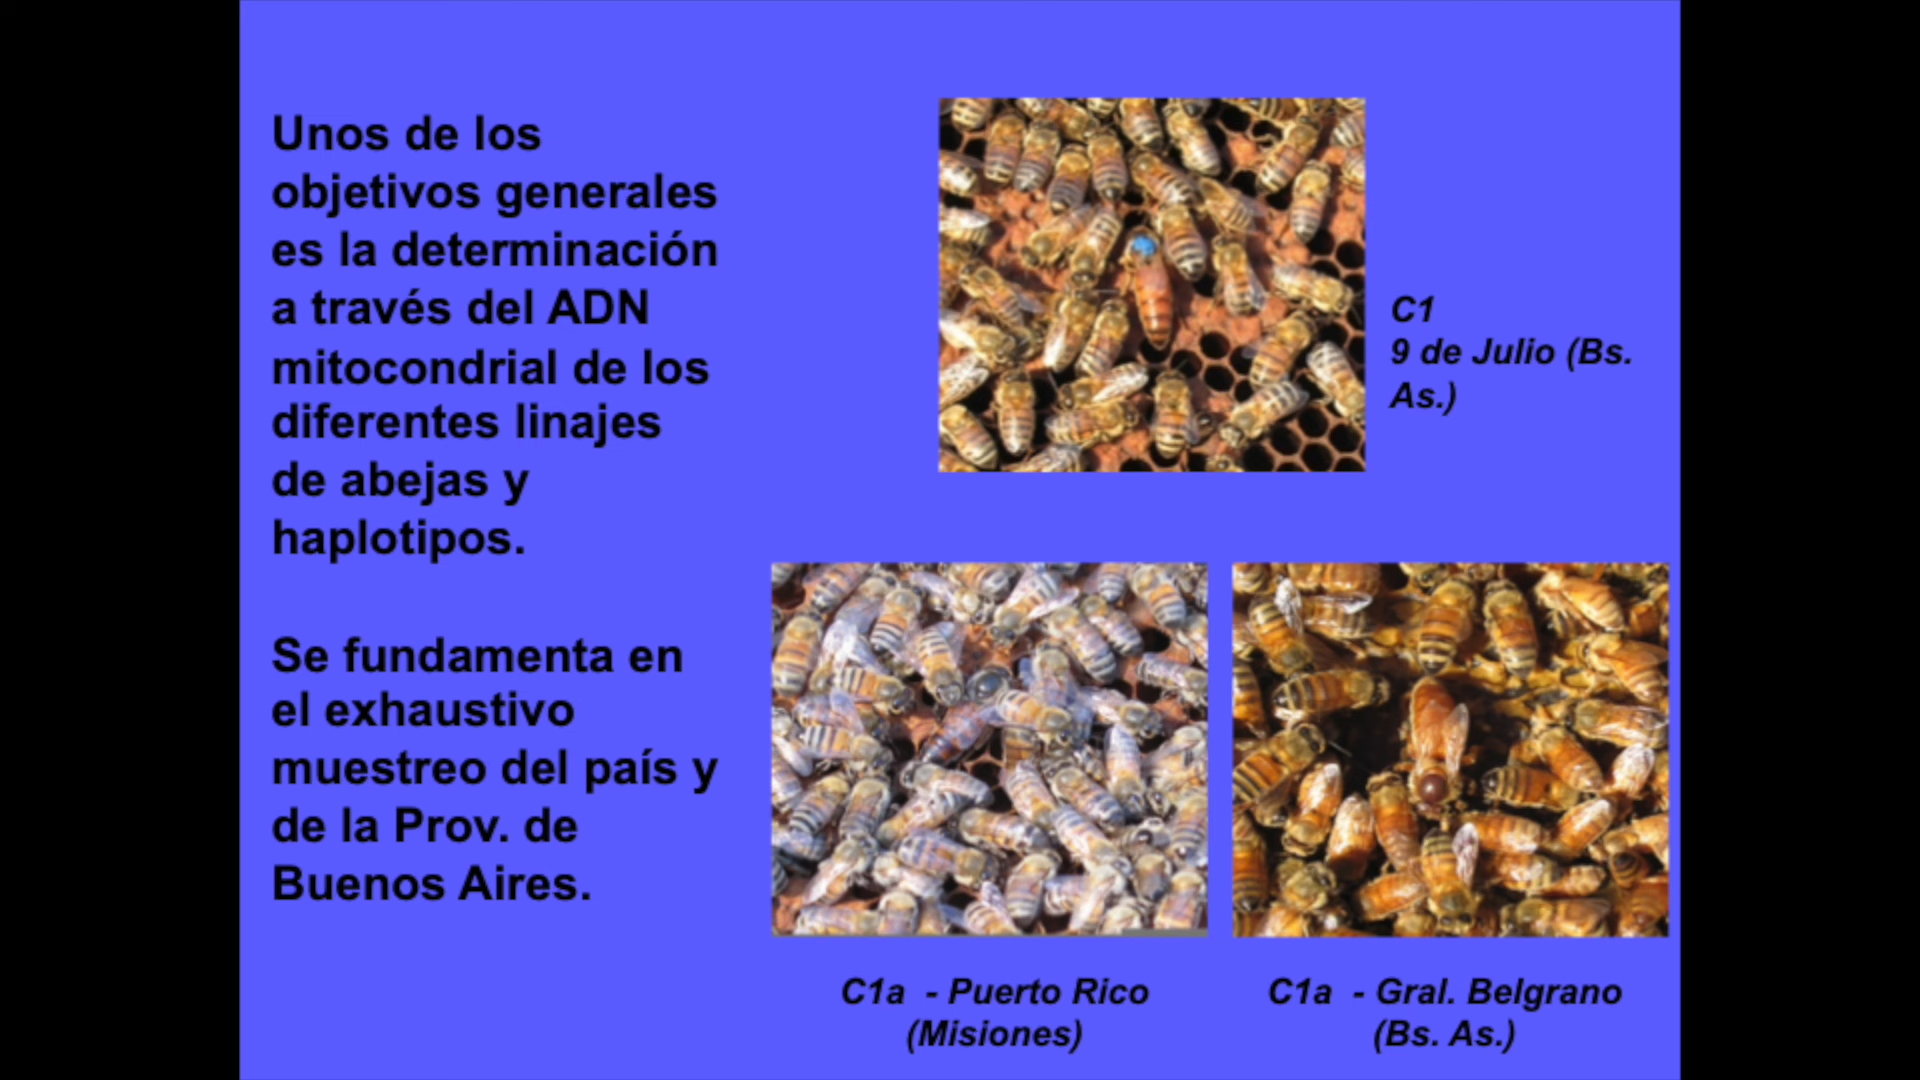 Unos de los
objetivos generales
es la determinación
a través del ADN
mitocondrial de los
diferentes linajes
de abejas y
haplotipos.
Se fundamenta en
el exhaustivo
muestreo del país y
de la Prov. de
Buenos Aires.
C1
9 de Julio (Bs.
As.)
C1a - Puerto Rico
(Misiones)
C1a - Gral. Belgrano
(Bs. As.)